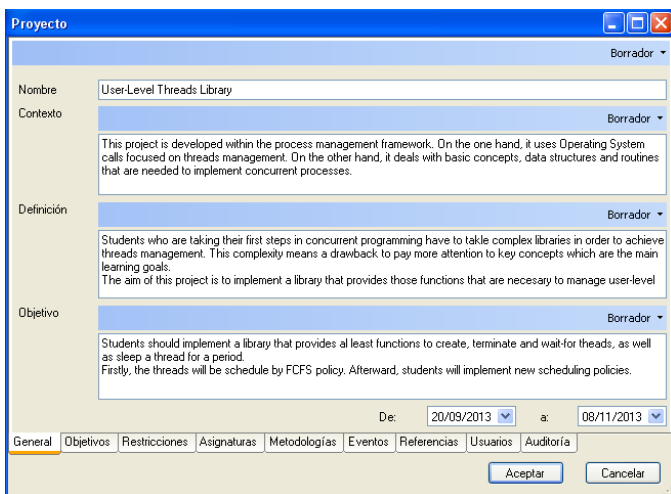 Proyecto
Borrador
Nombre
User-Level Threads Library
Contexto
Borrador
This project is developed within the process management framework. On the one hand, it uses Operating System
calls focused on threads management. On the other hand, it deals with basic concepts, data structures and routines
that are needed to implement concurrent processes.
Definición
Borrador
Students who are taking their first steps in concurrent programming have to takle complex libraries in order to achieve
threads management. This complexity means a drawback to pay more attention to key concepts which are the main
learning goals.
The aim of this project is to implement a library that provides those functions that are necesary to manage user-level
Objetivo
Borrador
Students should implement a library that provides al least functions to create, terminate and wait-for theads, as well
as sleep a thread for a period.
Firstly, the threads will be schedule by FCFS policy. Afterward, students will implement new scheduling policies.
De: 20/09/2013 a: 08/11/2013
General Objetivos Restricciones Asignaturas Metodologías Eventos Referencias Usuarios Auditoría
Aceptar Cancelar